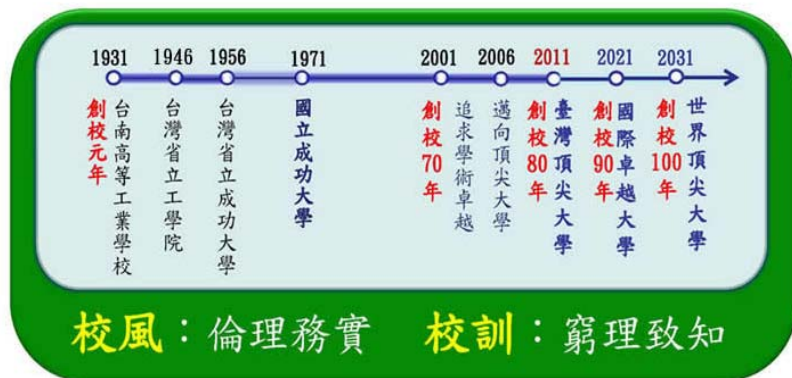 1931 1946 1956 1971 2001 2006 2011 2021 2031
創校元年
台南高等工業學校
台灣省立工學院
台灣省立成功大學
國立成功大學
創校70年
追求學術卓越
邁向頂尖大學
創校80年
臺灣頂尖大學
創校90年
國際卓越大學
創校100年
世界頂尖大學
校風：倫理務實 校訓：窮理致知